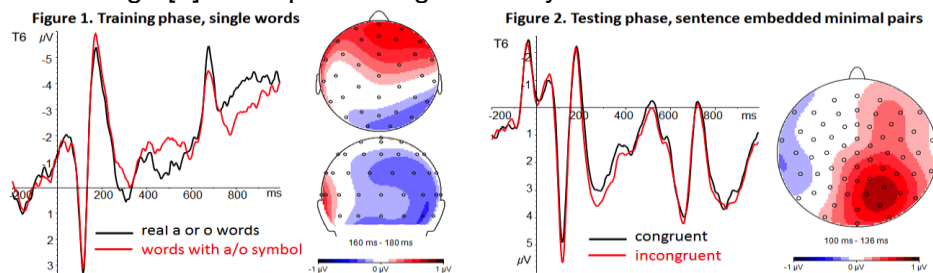 Figure 1. Training phase, single words
T6 µV
-5
-4
-3
-2
-1
-200 200 400 600 800 ms
1
2
3
real a or o words
words with a/o symbol
160 ms - 180 ms
-1 µV 0 µV 1 µV
Figure 2. Testing phase, sentence embedded minimal pairs
T6
-2
-1
-200 200 400 600 800 ms
1
2
3
4
5
µV
congruent
incongruent
100 ms - 136 ms
-1 µV 0 µV 1 µV